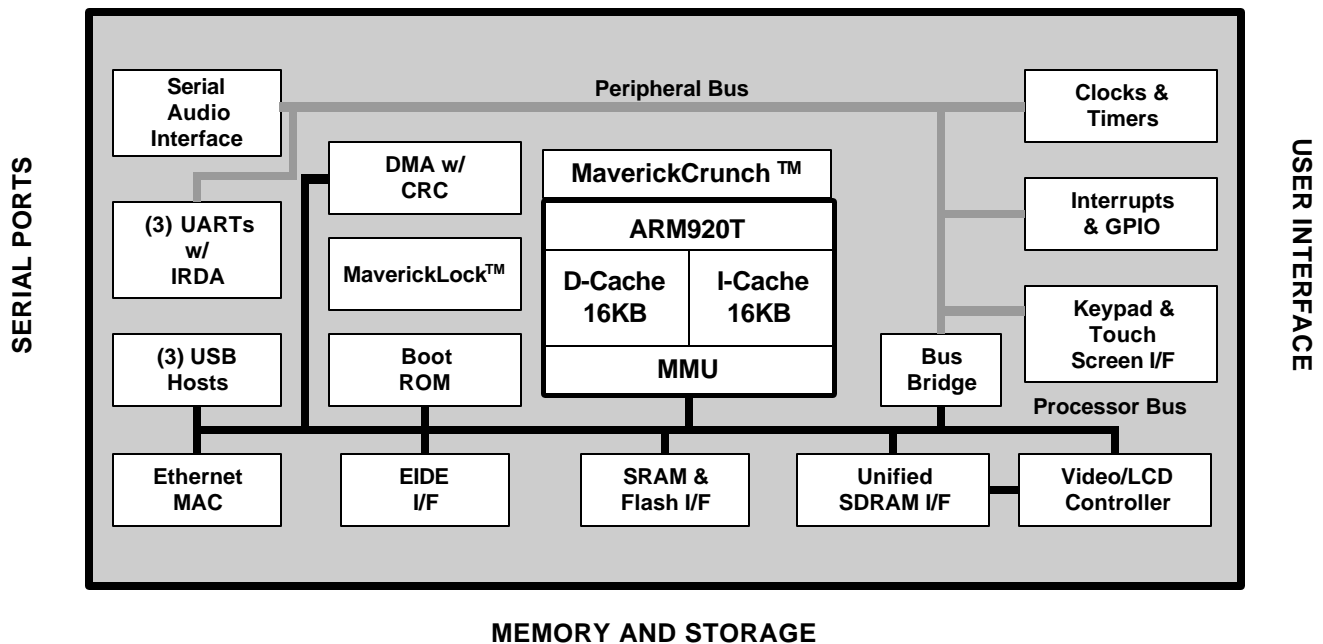 SERIAL PORTS
Serial
Audio
Interface
(3) UARTs
w/
IRDA
(3) USB
Hosts
Ethernet
MAC
Peripheral Bus
DMA w/
CRC
MaverickLock™
Boot
ROM
EIDE
I/F
MaverickCrunch ™
ARM920T
D-Cache
16KB
I-Cache
16KB
MMU
SRAM &
Flash I/F
Bus
Bridge
Unified
SDRAM I/F
Clocks &
Timers
Interrupts
& GPIO
Keypad &
Touch
Screen I/F
Processor Bus
Video/LCD
Controller
USER INTERFACE
MEMORY AND STORAGE